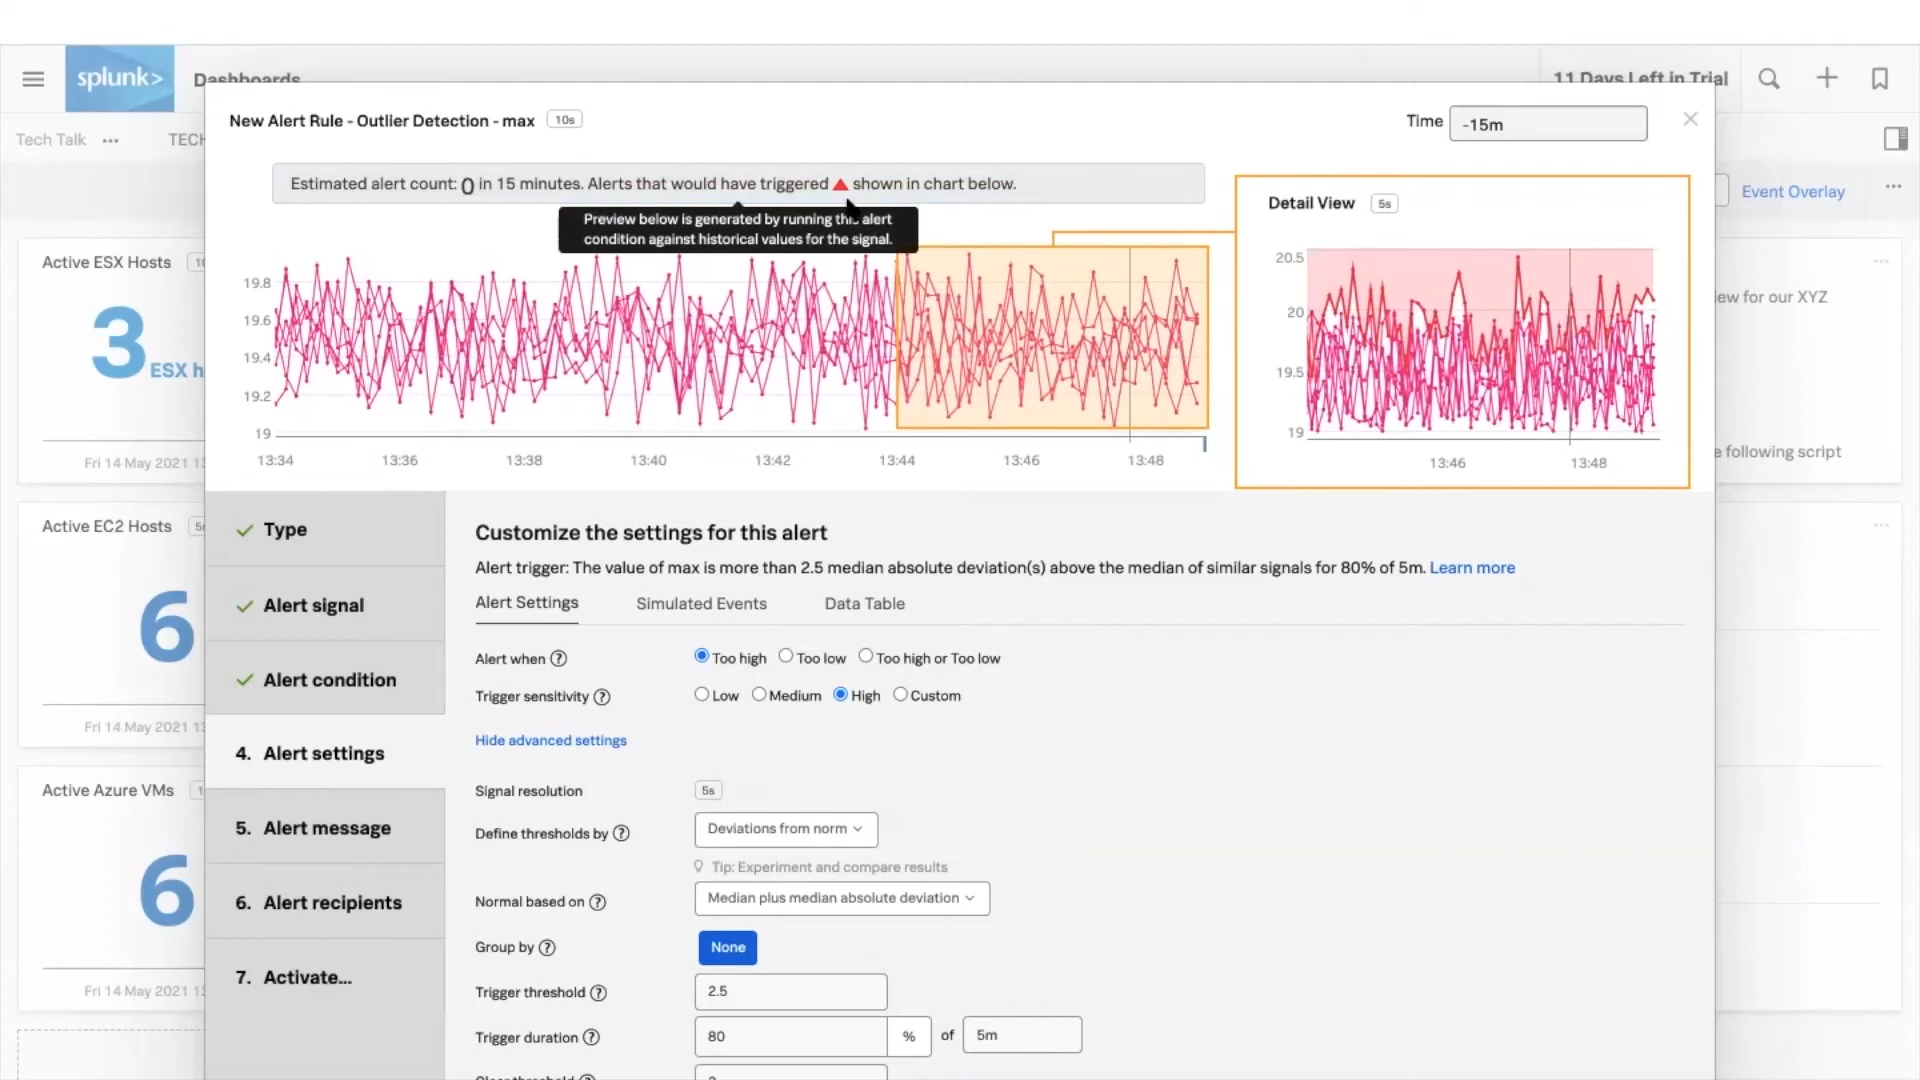 splunk>
Dashboards
11 Days Left in Trial
Tech Talk
TECH
New Alert Rule - Outlier Detection - max 10s
Time -15m
Estimated alert count: 0 in 15 minutes. Alerts that would have triggered shown in chart below.
Preview below is generated by running this alert
condition against historical values for the signal.
Detail View 5s
Event Overlay
19.8
19.6
19.4
19.2
19
13:34 13:36 13:38 13:40 13:42 13:44 13:46 13:48
20.5
20
19.5
19
13:46 13:48
Active ESX Hosts
3 ESX h
Fri 14 May 2021 13
Active EC2 Hosts
6
Fri 14 May 2021 13
Active Azure VMs
6
Fri 14 May 2021 13
for our XYZ
following script
Type
Alert signal
Alert condition
4. Alert settings
5. Alert message
6. Alert recipients
7. Activate...
Customize the settings for this alert
Alert trigger: The value of max is more than 2.5 median absolute deviation(s) above the median of similar signals for 80% of 5m. Learn more
Alert Settings Simulated Events Data Table
Alert when ? Too high Too low Too high or Too low
Trigger sensitivity ? Low Medium High Custom
Hide advanced settings
Signal resolution 5s
Define thresholds by ? Deviations from norm
Tip: Experiment and compare results
Normal based on ? Median plus median absolute deviation
Group by ? None
Trigger threshold ? 2.5
Trigger duration ? 80 % of 5m